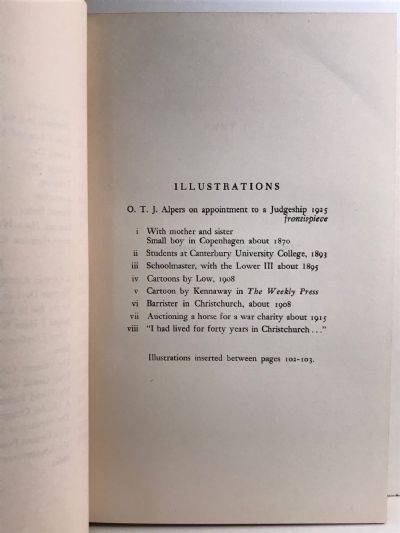 ILLUSTRATIONS
O. T. J. Alpers on appointment to a Judgeship 1925
frontispiece
i With mother and sister
Small boy in Copenhagen about 1870
ii Students at Canterbury University College, 1893
iii Schoolmaster, with the Lower III about 1895
iv Cartoons by Low, 1908
v Cartoon by Kennaway in The Weekly Press
vi Barrister in Christchurch, about 1908
vii Auctioning a horse for a war charity about 1915
viii "I had lived for forty years in Christchurch..."
Illustrations inserted between pages 102-103.